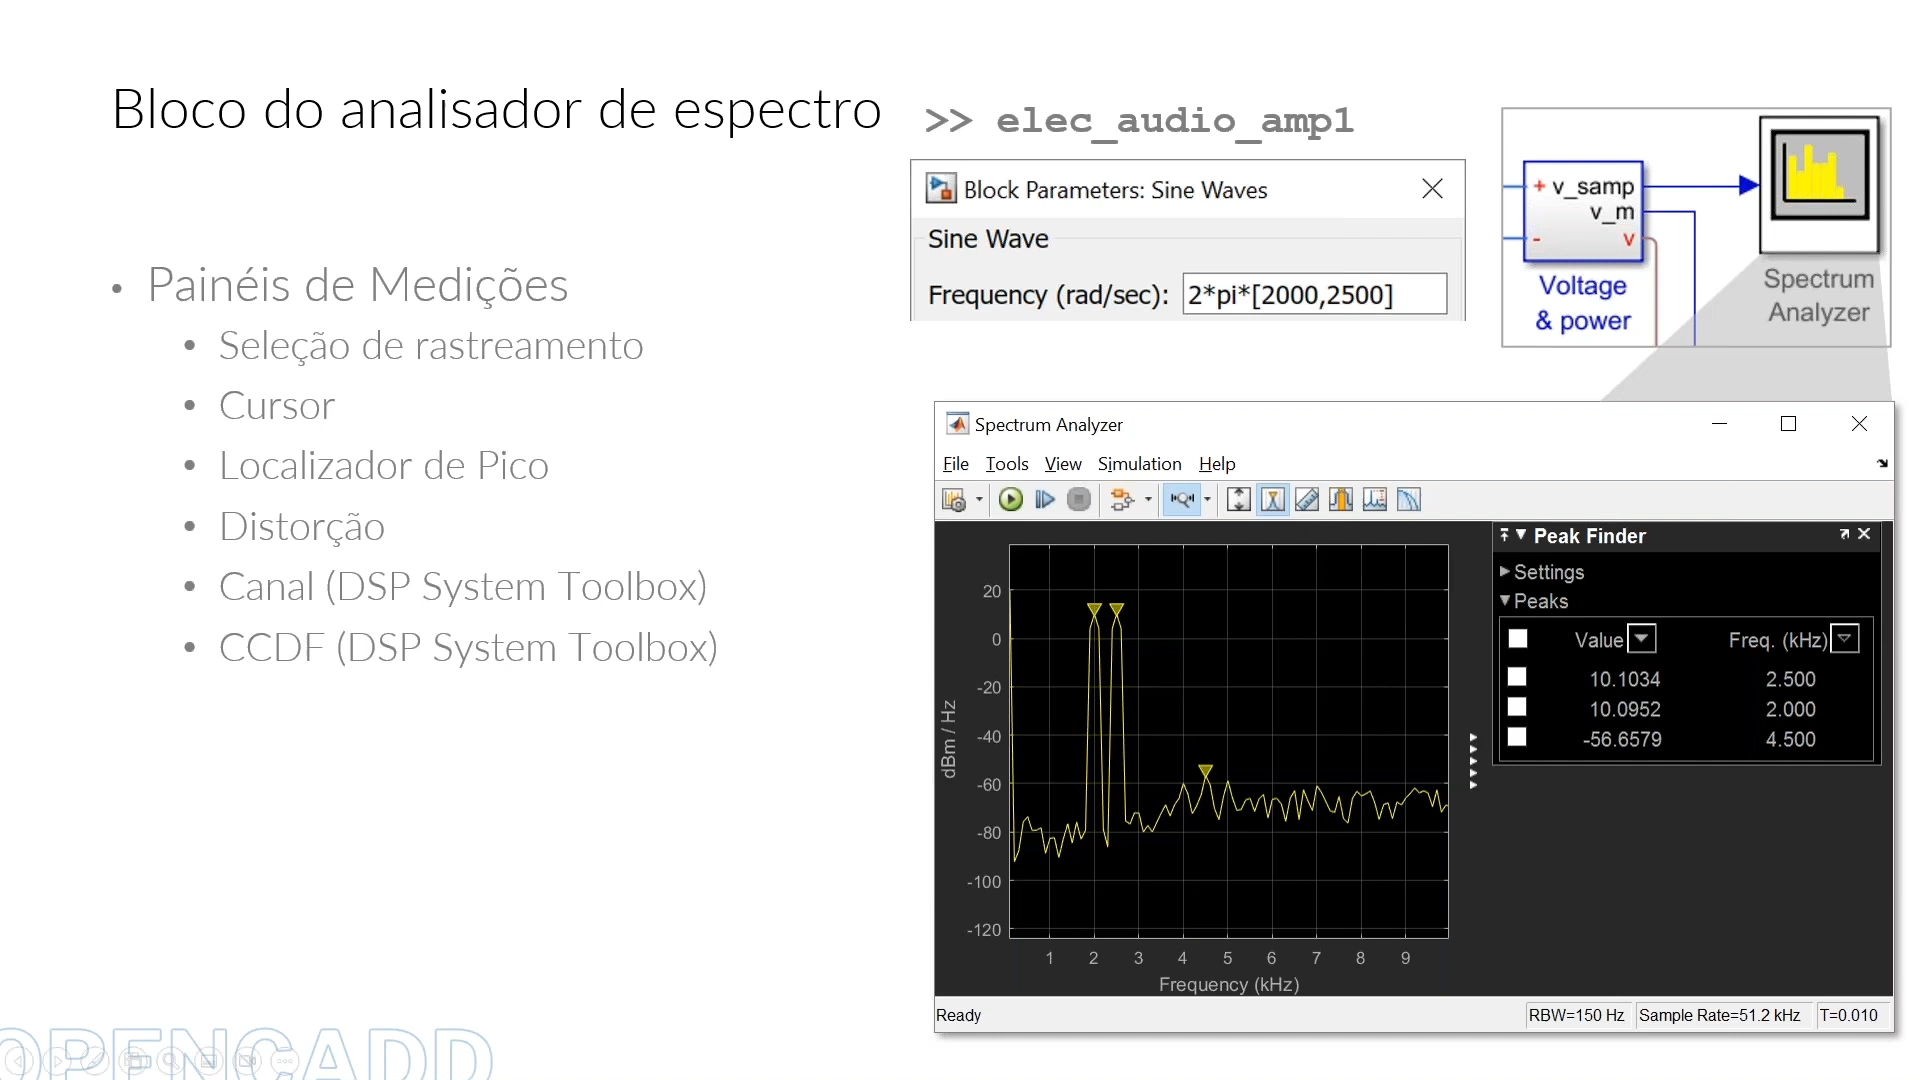 Bloco do analisador de espectro
• Painéis de Medições
• Seleção de rastreamento
• Cursor
• Localizador de Pico
• Distorção
• Canal (DSP System Toolbox)
• CCDF (DSP System Toolbox)
>> elec_audio_amp1
Block Parameters: Sine Waves
Sine Wave
Frequency (rad/sec): 2*pi*[2000,2500]
+ v_samp
v_m
- v
Voltage
& power
Spectrum
Analyzer
Spectrum Analyzer
File Tools View Simulation Help
20
0
-20
-40
-60
-80
-100
-120
dBm / Hz
1 2 3 4 5 6 7 8 9
Frequency (kHz)
Peak Finder
Settings
Peaks
Value Freq. (kHz)
10.1034 2.500
10.0952 2.000
-56.6579 4.500
Ready RBW=150 Hz Sample Rate=51.2 kHz T=0.010
OPENCADD